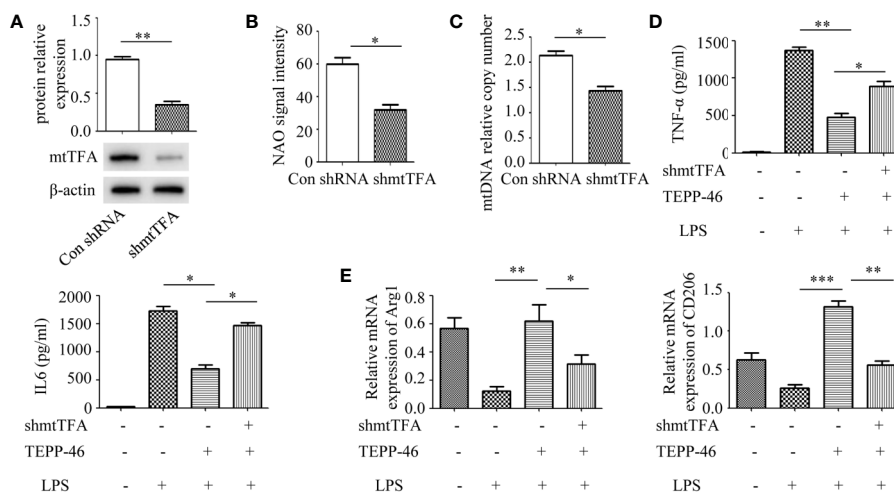 A
protein relative
expression
1.5
1.0
0.5
0
**
mtTFA
β-actin
Con shRNA
shmtTFA
B
NAO signal intensity
80
60
40
20
0
*
Con shRNA shmtTFA
C
mtDNA relative copy number
2.5
2.0
1.5
1.0
0.5
0
*
Con shRNA shmtTFA
D
TNF-α (pg/ml)
1500
1000
500
0
**
*
shmtTFA +
TEPP-46 - - + +
LPS - + + +
IL6 (pg/ml)
2000
1500
1000
500
0
*
*
shmtTFA +
TEPP-46 - - + +
LPS - + + +
E
Relative mRNA
expression of Arg1
0.8
0.6
0.4
0.2
0.0
**
*
shmtTFA +
TEPP-46 - - + +
LPS - + + +
Relative mRNA
expression of CD206
1.5
1.0
0.5
0.0
***
**
shmtTFA +
TEPP-46 - - + +
LPS - + + +